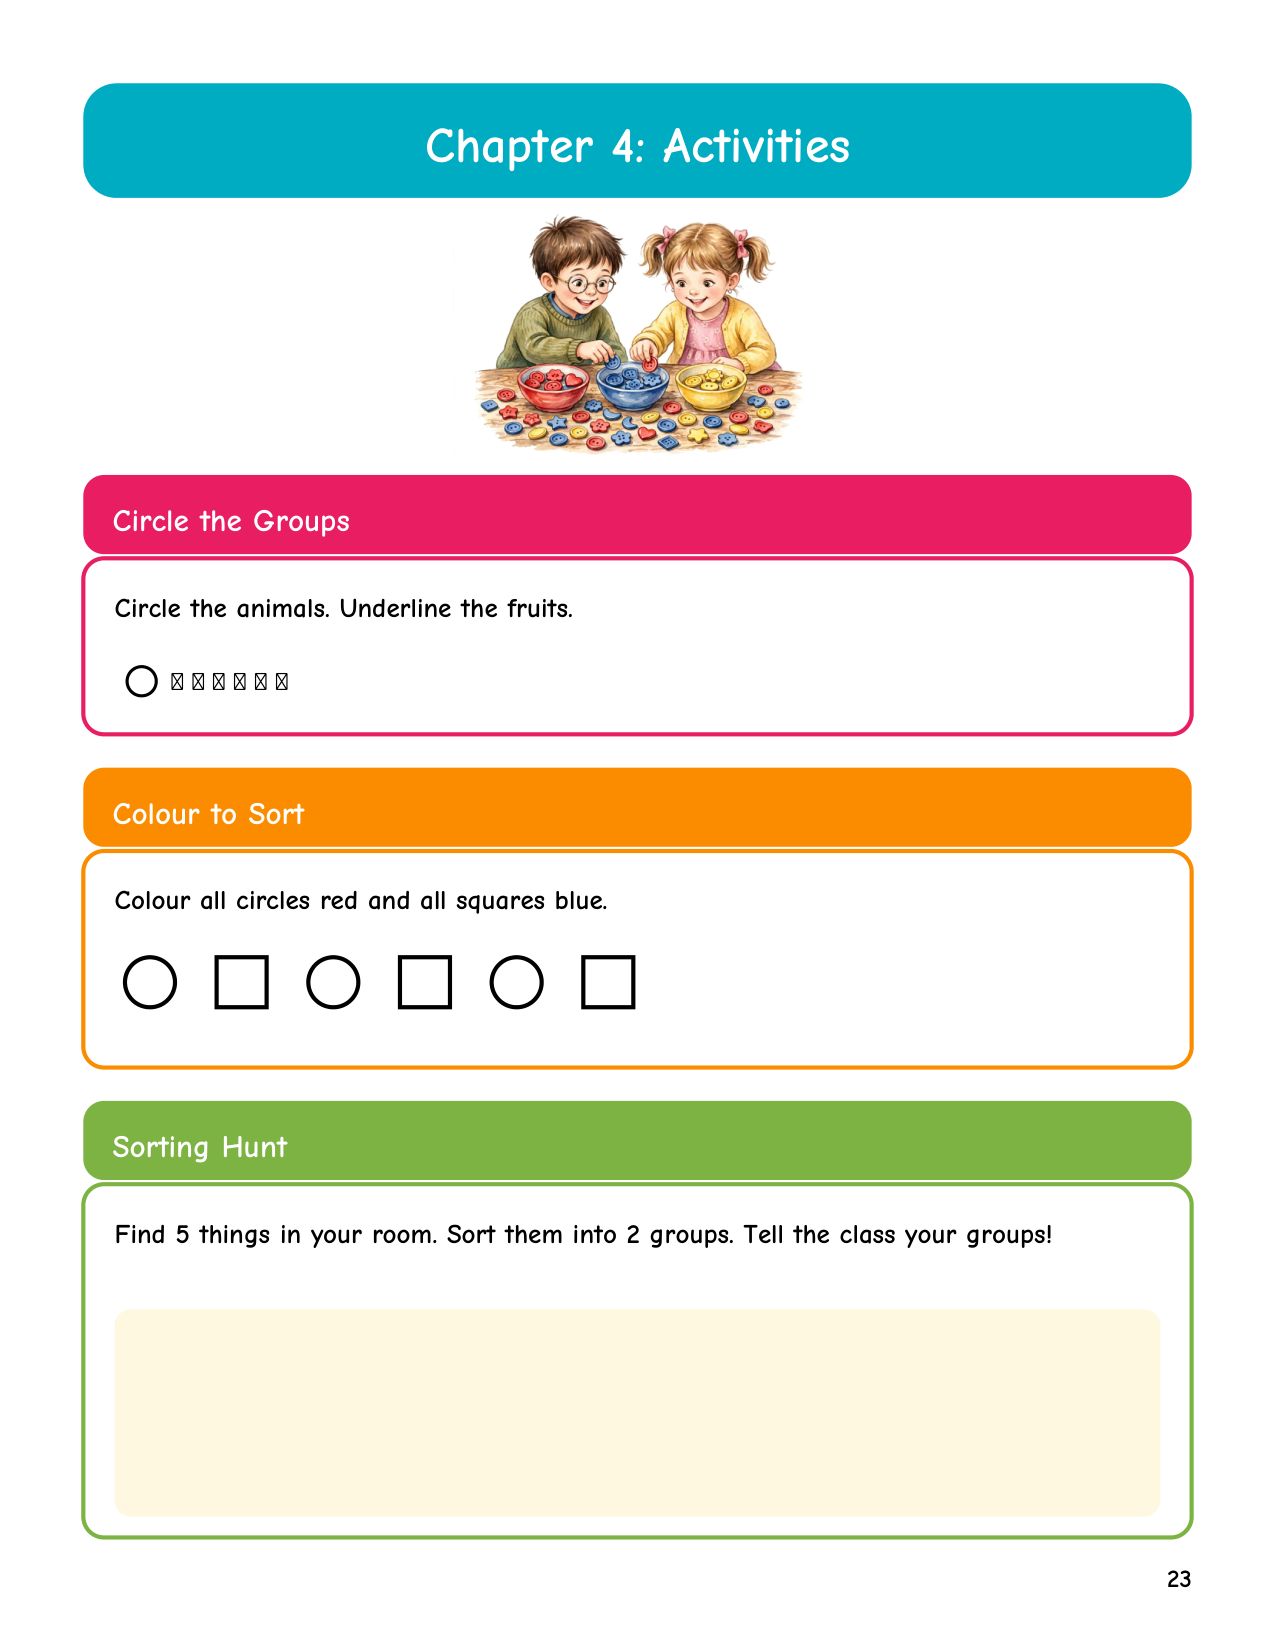 Chapter 4: Activities
Circle the Groups
Circle the animals. Underline the fruits.
Colour to Sort
Colour all circles red and all squares blue.
Sorting Hunt
Find 5 things in your room. Sort them into 2 groups. Tell the class your groups!
23